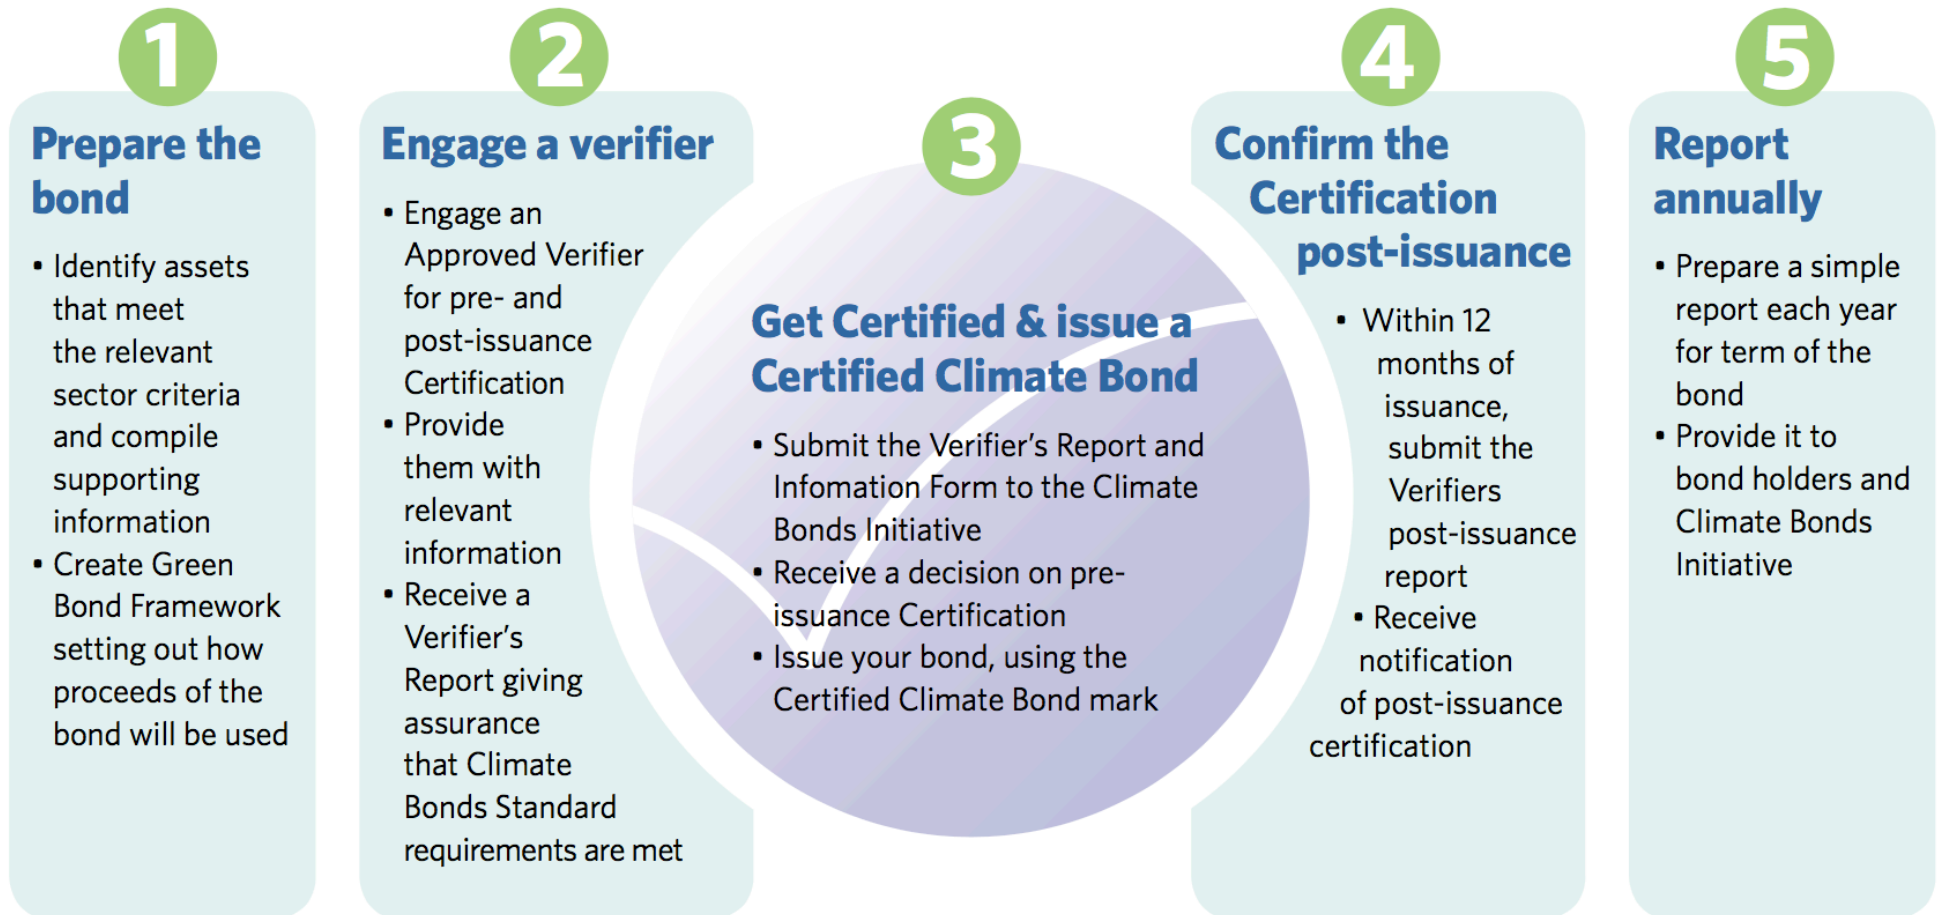 1
Prepare the
bond
• Identify assets
that meet
the relevant
sector criteria
and compile
supporting
information
• Create Green
Bond Framework
setting out how
proceeds of the
bond will be used
2
Engage a verifier
• Engage an
Approved Verifier
for pre- and
post-issuance
Certification
• Provide
them with
relevant
information
• Receive a
Verifier's
Report giving
assurance
that Climate
Bonds Standard
requirements are met
3
Get Certified & issue a
Certified Climate Bond
• Submit the Verifier's Report and
Infomation Form to the Climate
Bonds Initiative
• Receive a decision on pre-
issuance Certification
• Issue your bond, using the
Certified Climate Bond mark
4
Confirm the
Certification
post-issuance
• Within 12
months of
issuance,
submit the
Verifiers
post-issuance
report
• Receive
notification
of post-issuance
certification
5
Report
annually
• Prepare a simple
report each year
for term of the
bond
• Provide it to
bond holders and
Climate Bonds
Initiative